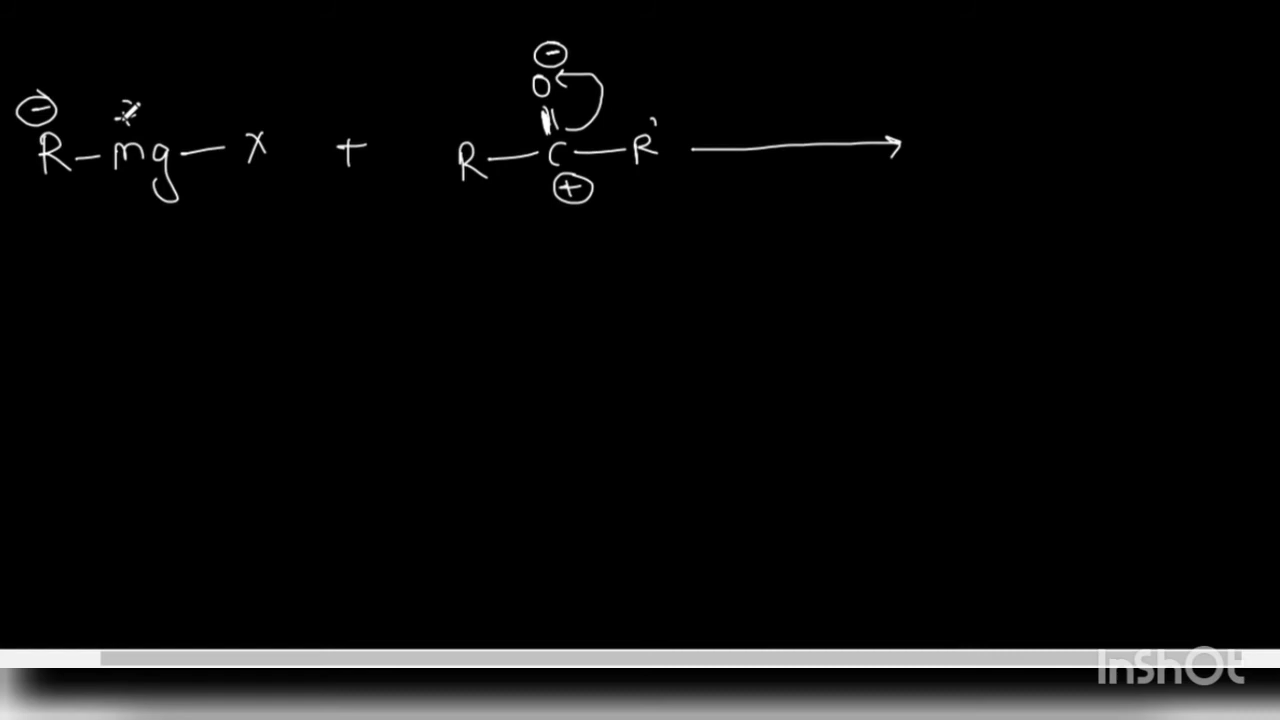 ⊖
O
⊖
R — mg — X + R — C — R' →
⊕
InShOt